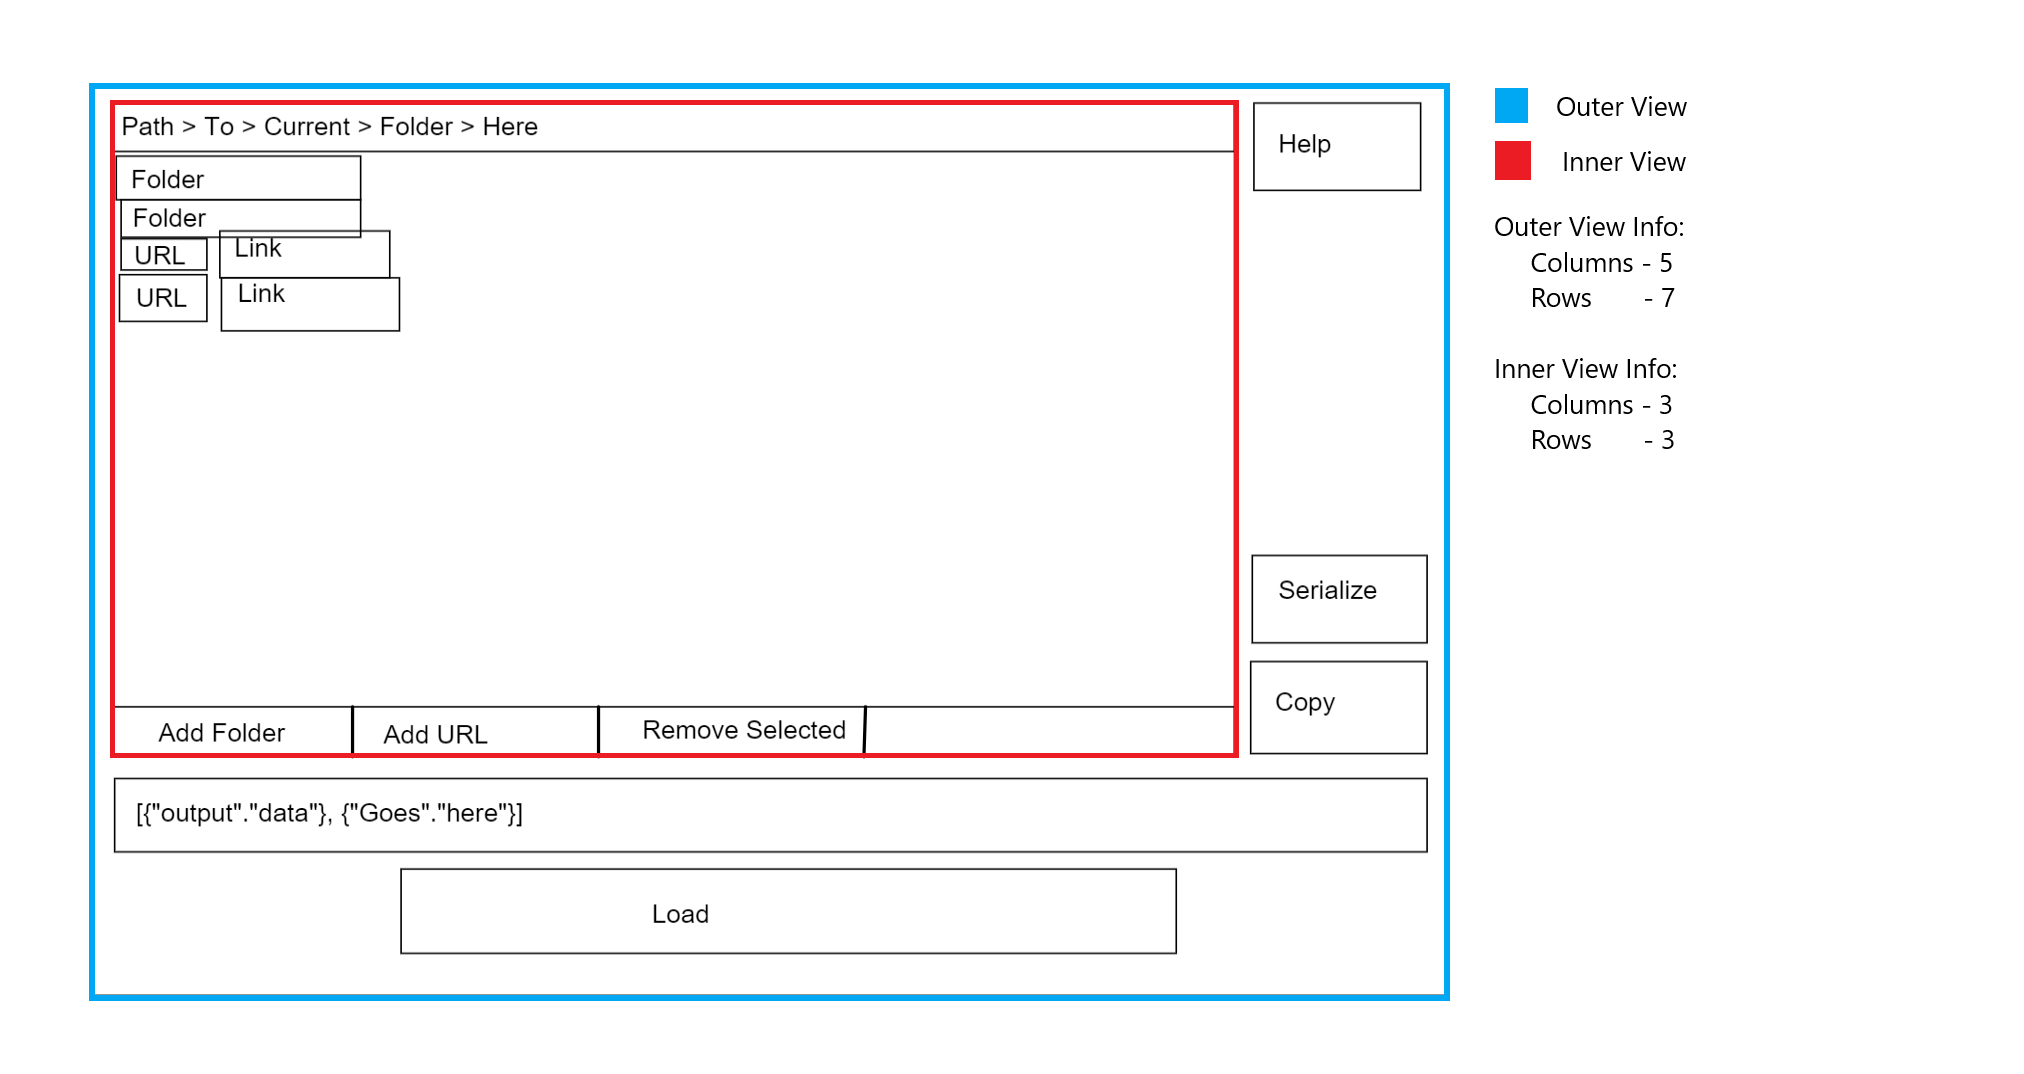 Path > To > Current > Folder > Here
Folder
Folder
URL Link
URL Link
Add Folder Add URL Remove Selected
Help
Serialize
Copy
[{"output"."data"}, {"Goes"."here"}]
Load
Outer View
Inner View
Outer View Info:
Columns - 5
Rows - 7
Inner View Info:
Columns - 3
Rows - 3